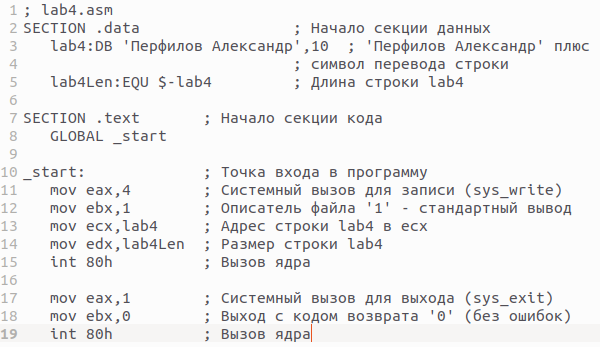 1 ; lab4.asm
2 SECTION .data ; Начало секции данных
3 lab4:DB 'Перфилов Александр',10 ; 'Перфилов Александр' плюс
4 ; символ перевода строки
5 lab4Len:EQU $-lab4 ; Длина строки lab4
6
7 SECTION .text ; Начало секции кода
8 GLOBAL _start
9
10 _start: ; Точка входа в программу
11 mov eax,4 ; Системный вызов для записи (sys_write)
12 mov ebx,1 ; Описатель файла '1' - стандартный вывод
13 mov ecx,lab4 ; Адрес строки lab4 в ecx
14 mov edx,lab4Len ; Размер строки lab4
15 int 80h ; Вызов ядра
16
17 mov eax,1 ; Системный вызов для выхода (sys_exit)
18 mov ebx,0 ; Выход с кодом возврата '0' (без ошибок)
19 int 80h ; Вызов ядра